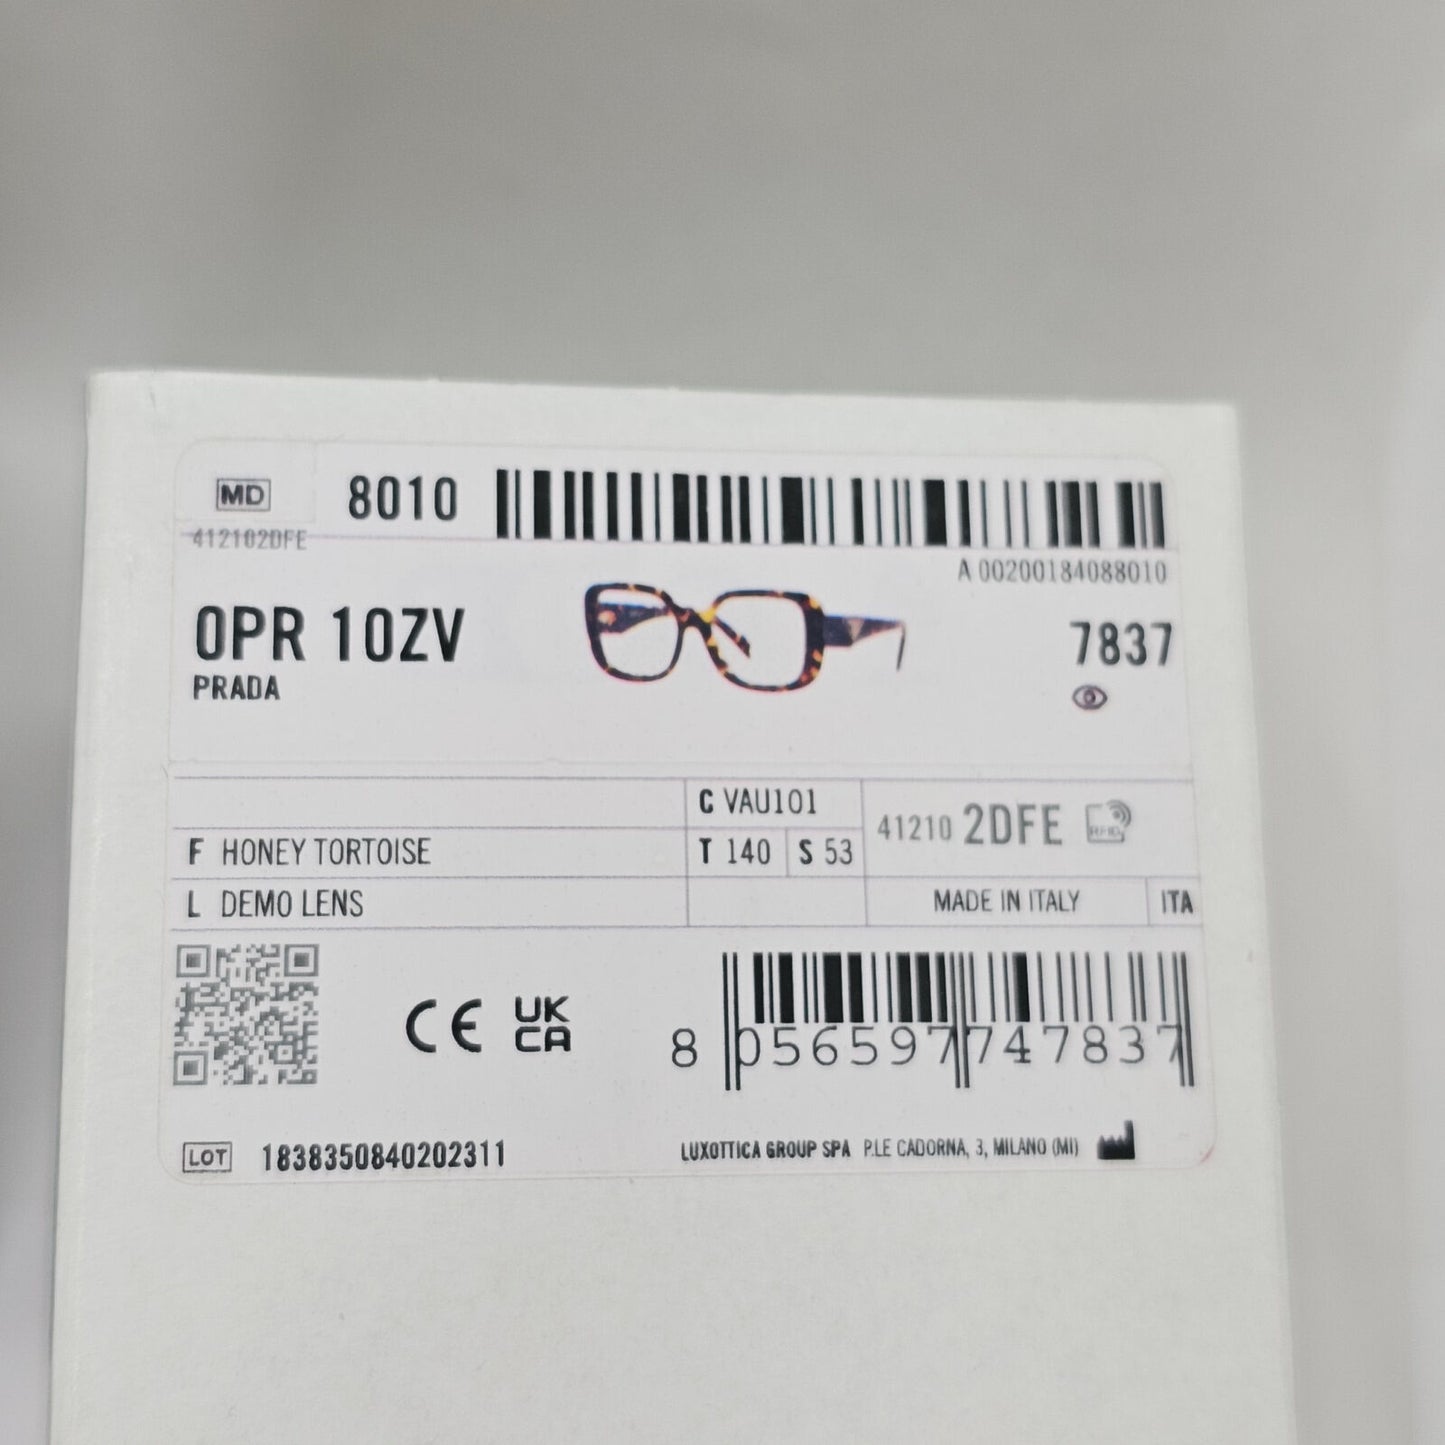 MD 8010
412102DFE
A 00200184088010
0PR 10ZV
PRADA
7837
C VAU101
F HONEY TORTOISE
T 140 S 53
41210 2DFE RFID
L DEMO LENS
MADE IN ITALY ITA
CE UK CA
8 056597 747837
LOT 1838350840202311
LUXOTTICA GROUP SPA P.LE CADORNA, 3, MILANO (MI)